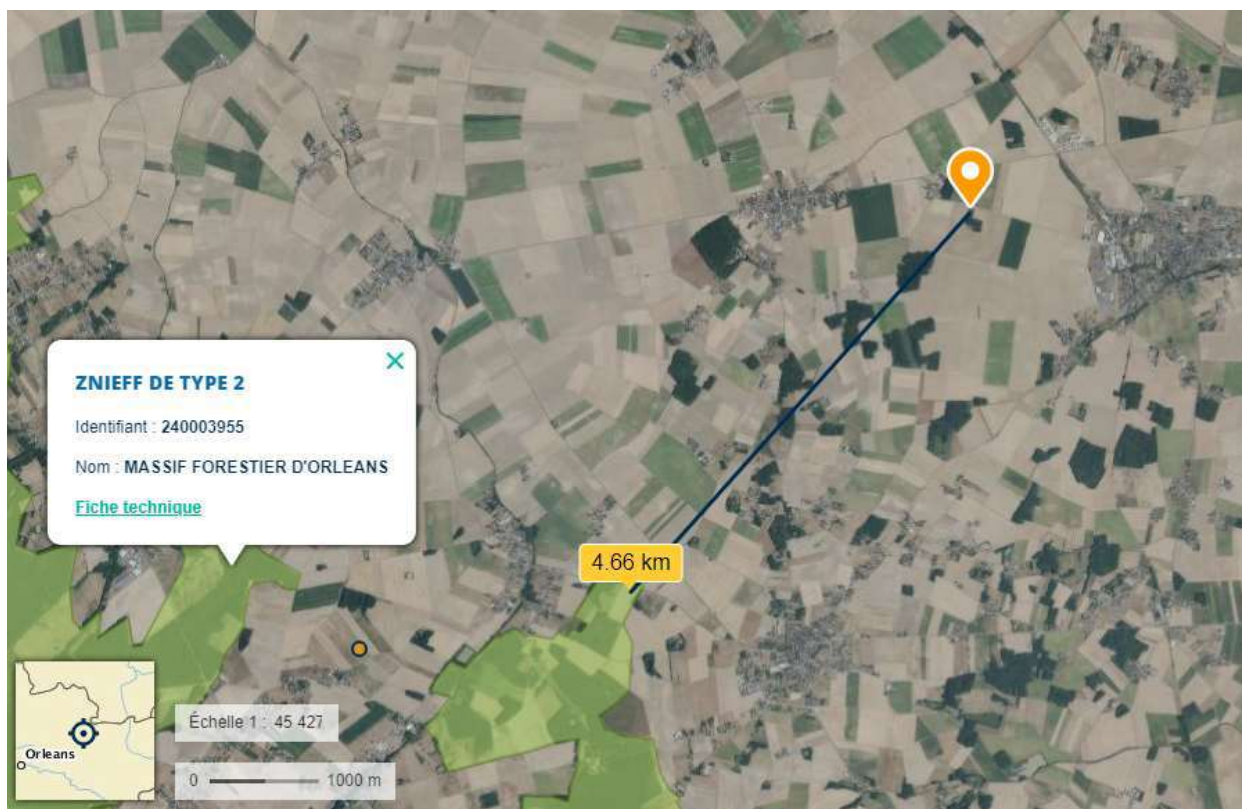 ZNIEFF DE TYPE 2
Identifiant : 240003955
Nom : MASSIF FORESTIER D'ORLEANS
Fiche technique
4.66 km
Orleans
Échelle 1 : 45 427
0 1000 m